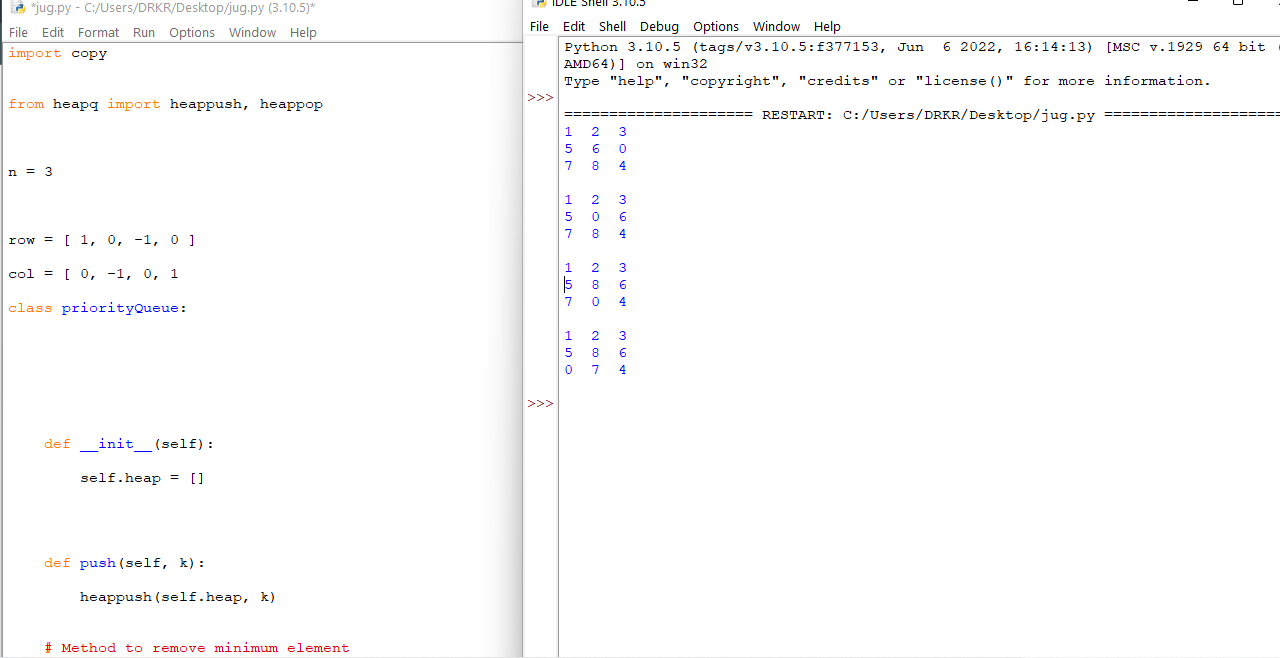 *jug.py - C:/Users/DRKR/Desktop/jug.py (3.10.5)*
File Edit Format Run Options Window Help
import copy
from heapq import heappush, heappop
n = 3
row = [ 1, 0, -1, 0 ]
col = [ 0, -1, 0, 1
class priorityQueue:
def __init__(self):
self.heap = []
def push(self, k):
heappush(self.heap, k)
# Method to remove minimum element
IDLE Shell 3.10.5
File Edit Shell Debug Options Window Help
Python 3.10.5 (tags/v3.10.5:f377153, Jun  6 2022, 16:14:13) [MSC v.1929 64 bit (
AMD64)] on win32
Type "help", "copyright", "credits" or "license()" for more information.
>>>
===================== RESTART: C:/Users/DRKR/Desktop/jug.py ====================
1 2 3
5 6 0
7 8 4
1 2 3
5 0 6
7 8 4
1 2 3
5 8 6
7 0 4
1 2 3
5 8 6
0 7 4
>>>